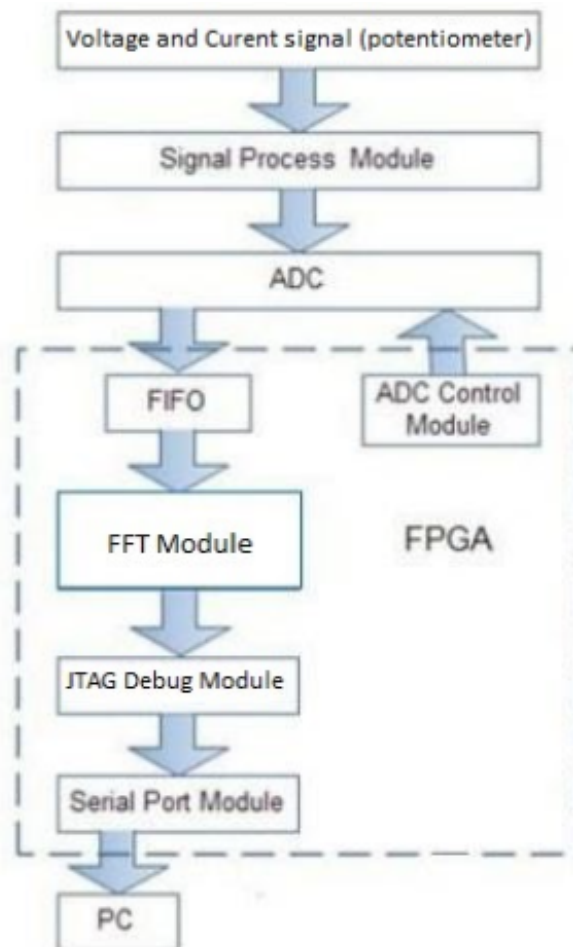 Voltage and Curent signal (potentiometer)
Signal Process Module
ADC
FIFO
ADC Control
Module
FFT Module
FPGA
JTAG Debug Module
Serial Port Module
PC